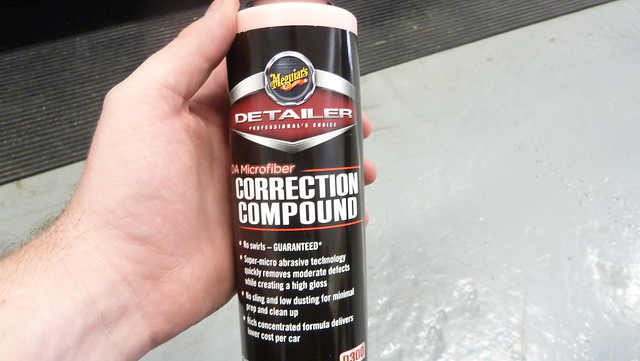 Meguiar's
DETAILER
PROFESSIONAL'S CHOICE
DA Microfiber
CORRECTION
COMPOUND
• No swirls – GUARANTEED*
• Super-micro abrasive technology
quickly removes moderate defects
while creating a high gloss
• No sling and low dusting for minimal
prep and clean up
• Rich concentrated formula delivers
lower cost per car
D300